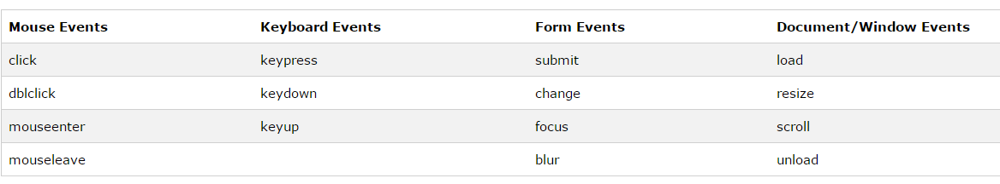 Mouse Events Keyboard Events Form Events Document/Window Events
click keypress submit load
dblclick keydown change resize
mouseenter keyup focus scroll
mouseleave blur unload